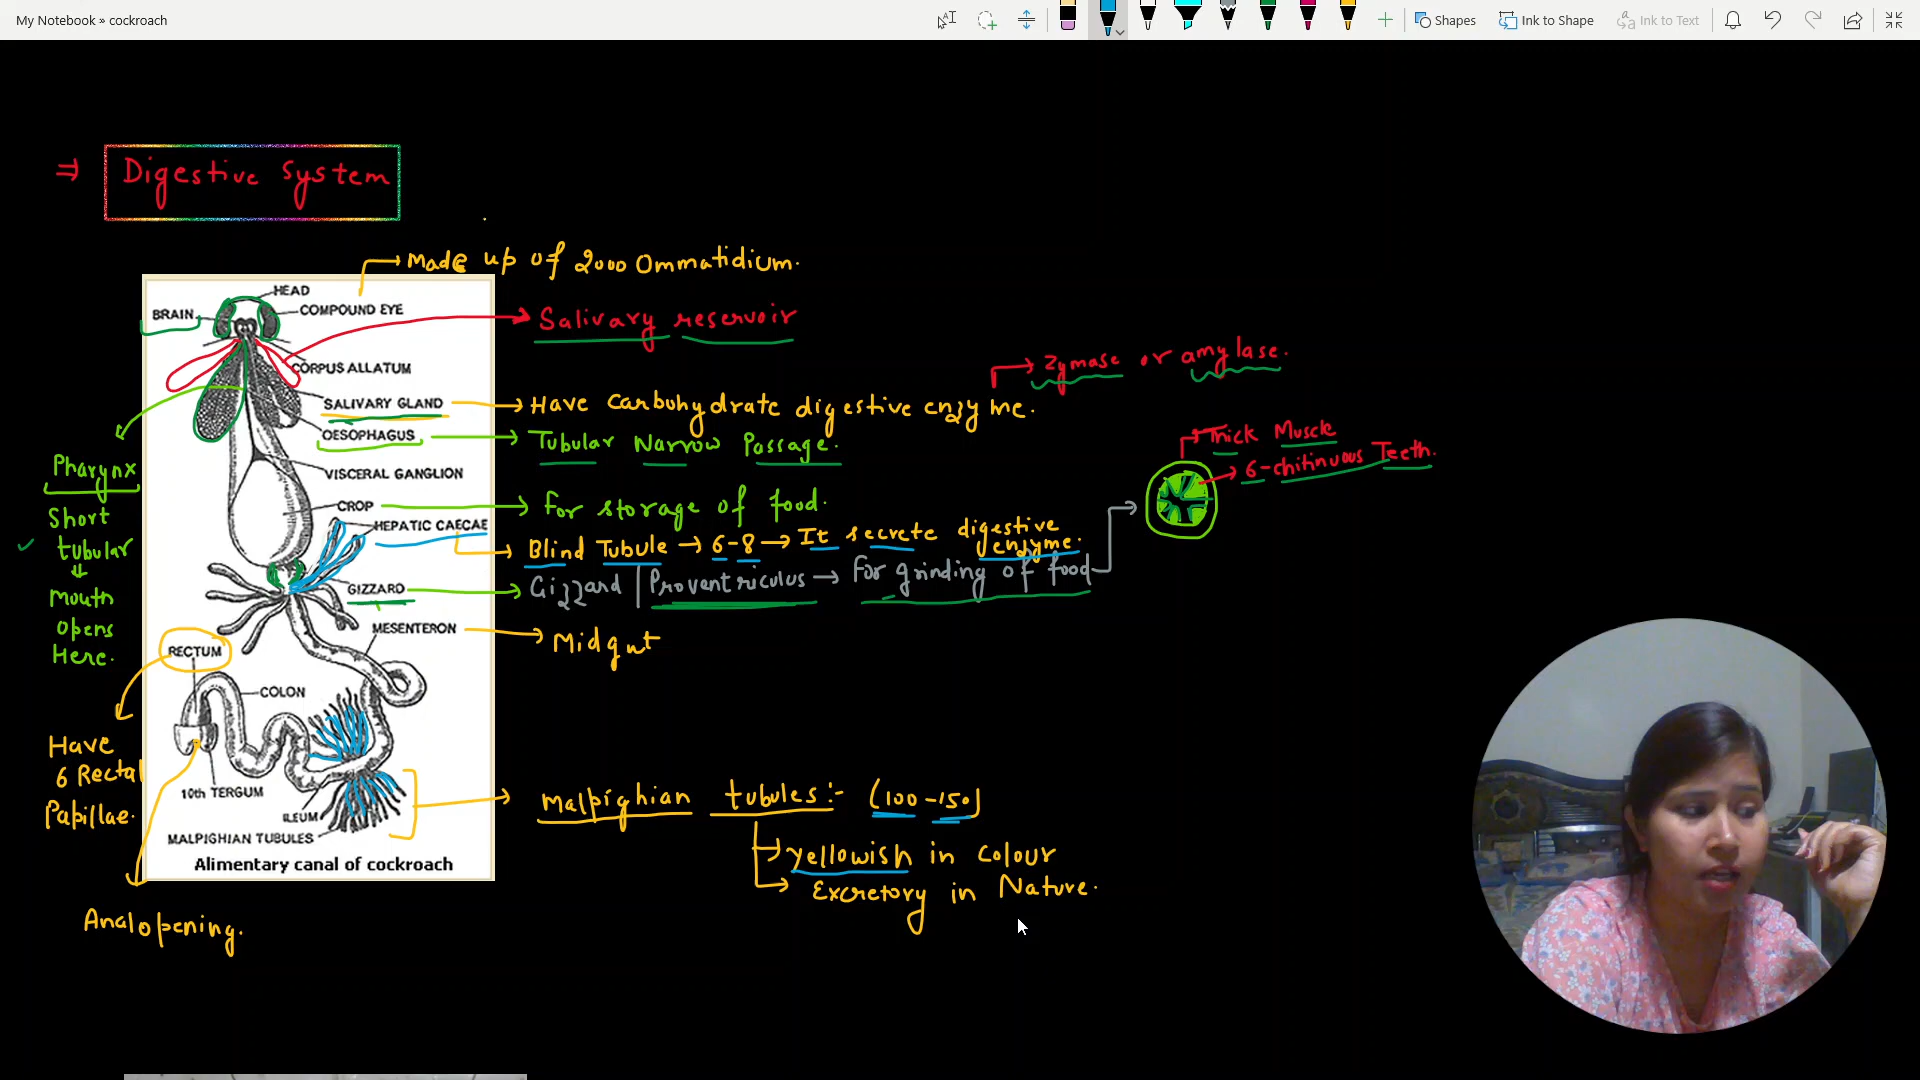 My Notebook » cockroach
Shapes
Ink to Shape
Ink to Text
⇒ Digestive System
Made up of 2000 Ommatidium.
HEAD
COMPOUND EYE
BRAIN
Salivary reservoir
CORPUS ALLATUM
Zymase or amylase.
SALIVARY GLAND
Have Carbohydrate digestive enzyme.
OESOPHAGUS
Tubular Narrow Passage.
Thick Muscle
6-chitinuous Teeth.
VISCERAL GANGLION
Pharynx
Short
tubular
↓
Mouth
opens
Here.
CROP
For storage of food.
HEPATIC CAECAE
Blind Tubule → 6-8 → It secrete digestive
enzyme.
GIZZARD
Gizzard | Proventriculus → For grinding of food
MESENTERON
Midgut
RECTUM
COLON
Have
6 Rectal
Papillae.
10th TERGUM
ILEUM
MALPIGHIAN TUBULES
Malpighian tubules:- (100-150)
yellowish in Colour
Excretory in Nature.
Alimentary canal of cockroach
Anal opening.